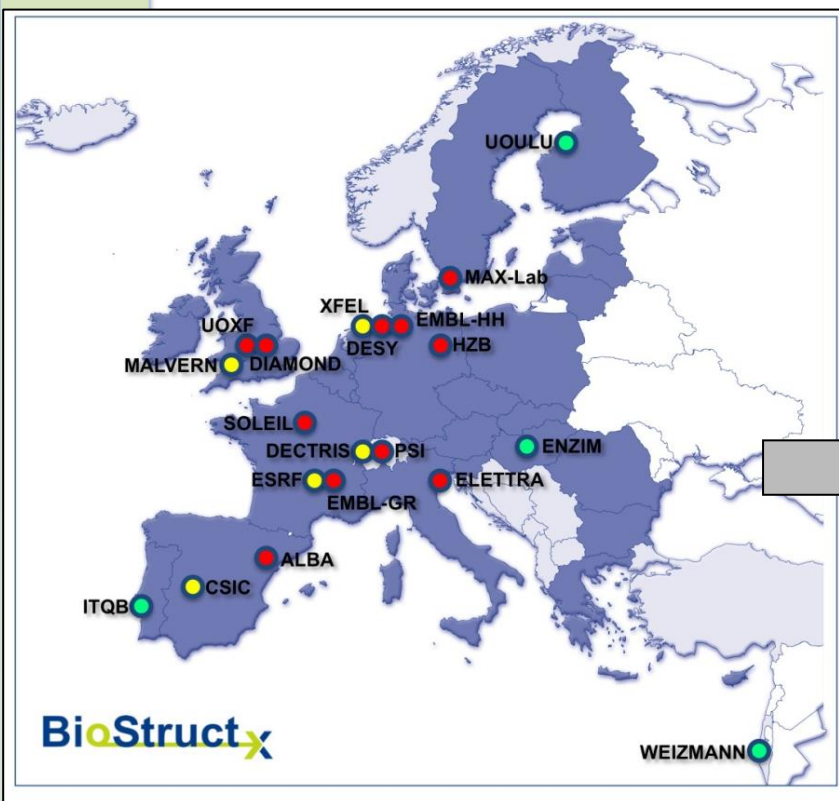 UOULU
MAX-Lab
XFEL
EMBL-HH
UOXF
DESY
HZB
MALVERN
DIAMOND
SOLEIL
DECTRIS
PSI
ENZIM
ESRF
ELETTRA
EMBL-GR
ALBA
CSIC
ITQB
BioStructx
WEIZMANN